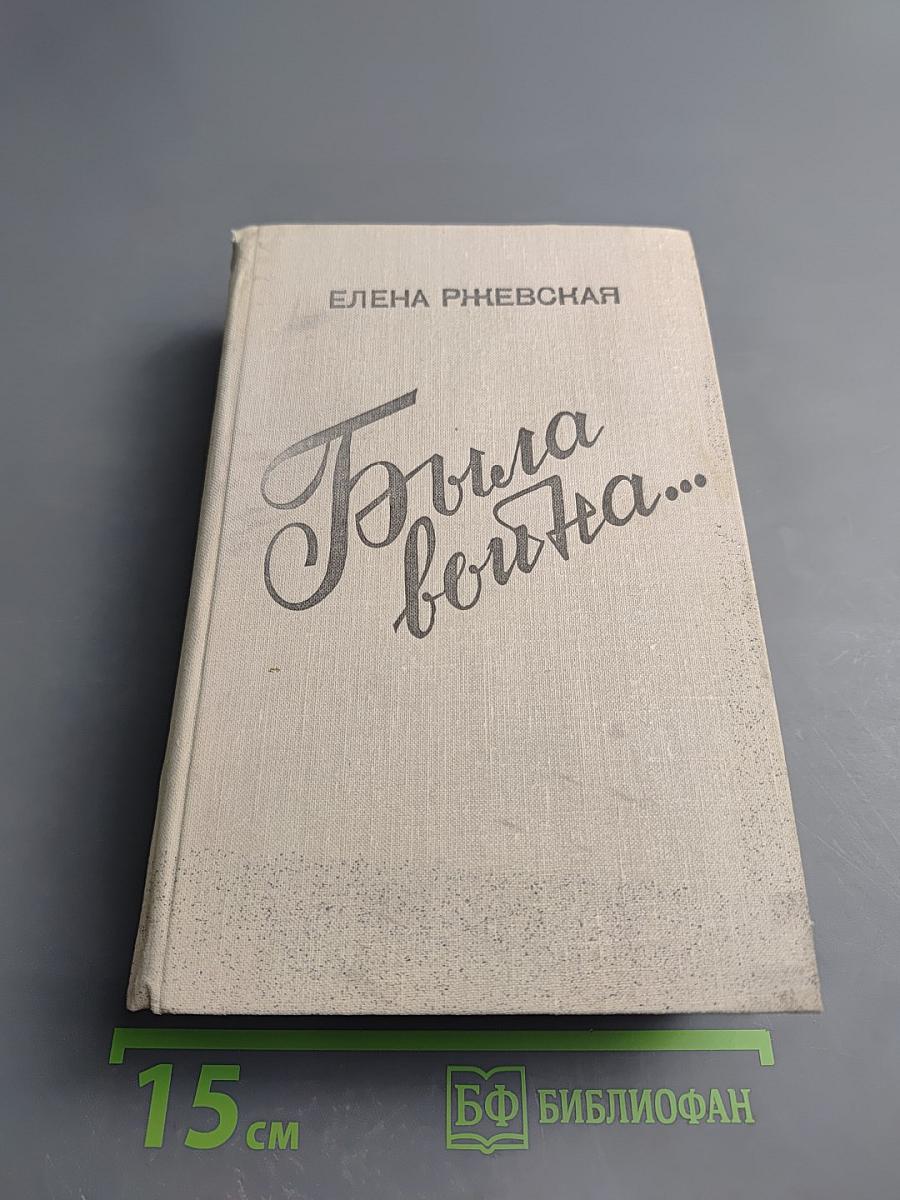 ЕЛЕНА РЖЕВСКАЯ
Была
война...
15 см
БФ БИБЛИОФАН